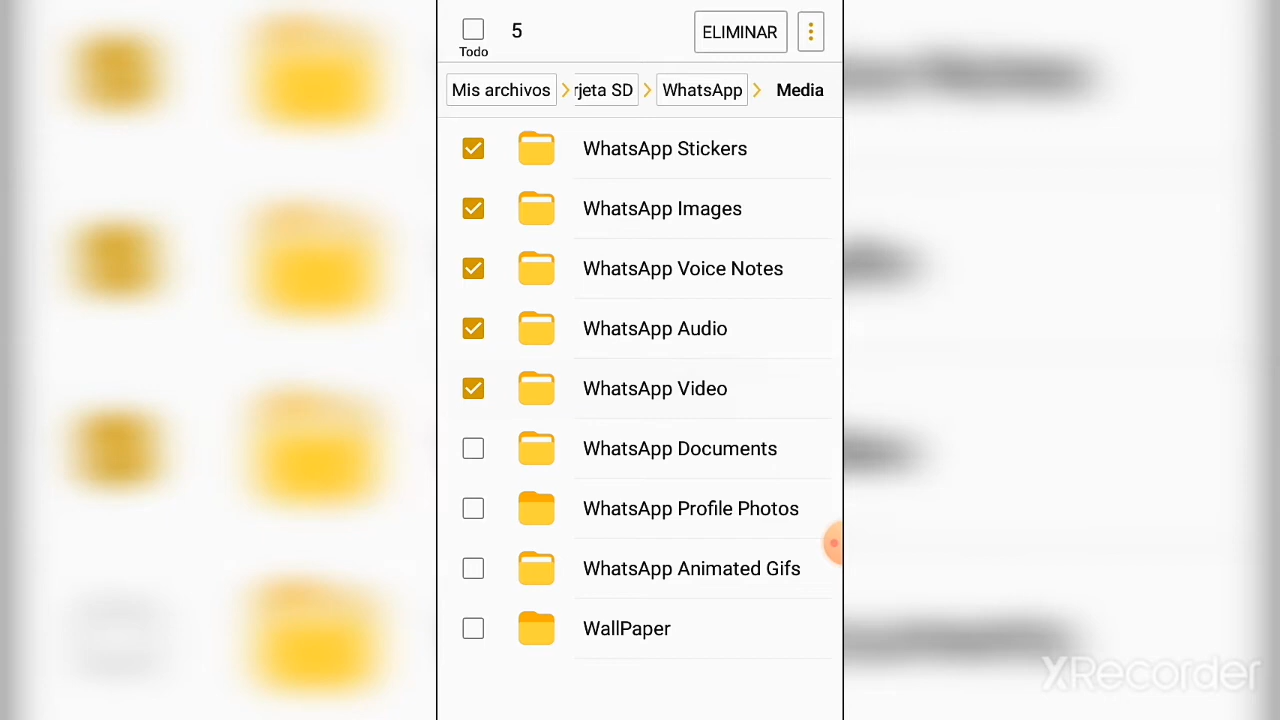 5
ELIMINAR
Todo
Mis archivos
rjeta SD
WhatsApp
Media
WhatsApp Stickers
WhatsApp Images
WhatsApp Voice Notes
WhatsApp Audio
WhatsApp Video
WhatsApp Documents
WhatsApp Profile Photos
WhatsApp Animated Gifs
WallPaper
XRecorder